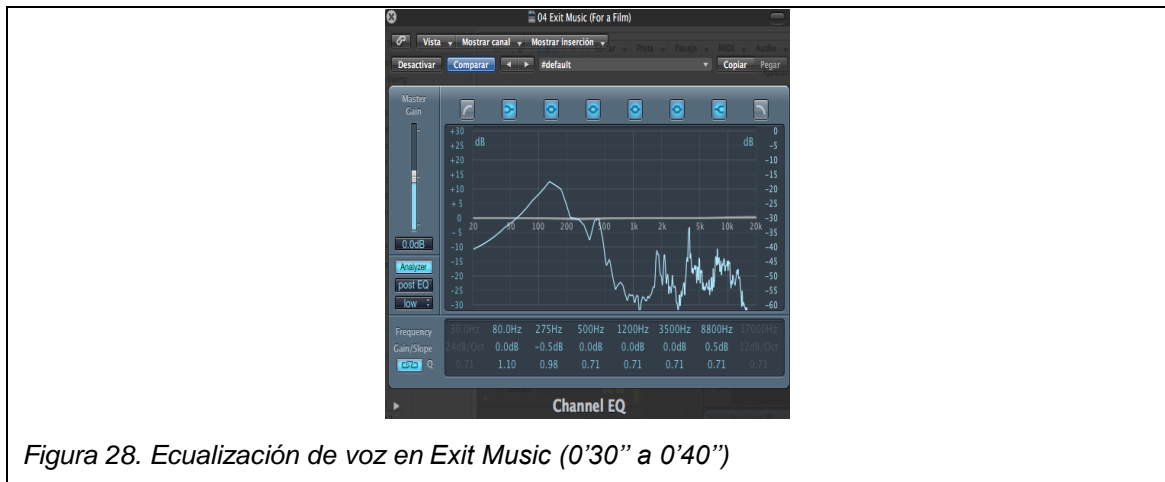 04 Exit Music (For a Film)
Vista Mostrar canal Mostrar inserción
Desactivar Comparar #default Copiar Pegar
Master
Gain
+30 0
+25 dB dB -5
+20 -10
+15 -15
+10 -20
+ 5 -25
0 -30
20 50 100 200 500 1k 2k 5k 10k 20k
- 5 -35
0.0dB
-10 -40
Analyzer
-15 -45
post EQ
-20 -50
-25 -55
low
-30 -60
Frequency 30.0Hz 80.0Hz 275Hz 500Hz 1200Hz 3500Hz 8800Hz 17000Hz
Gain/Slope 24dB/Oct 0.0dB −0.5dB 0.0dB 0.0dB 0.0dB 0.5dB 12dB/Oct
Q 0.71 1.10 0.98 0.71 0.71 0.71 0.71 0.71
Channel EQ
Figura 28. Ecualización de voz en Exit Music (0’30’’ a 0’40’’)